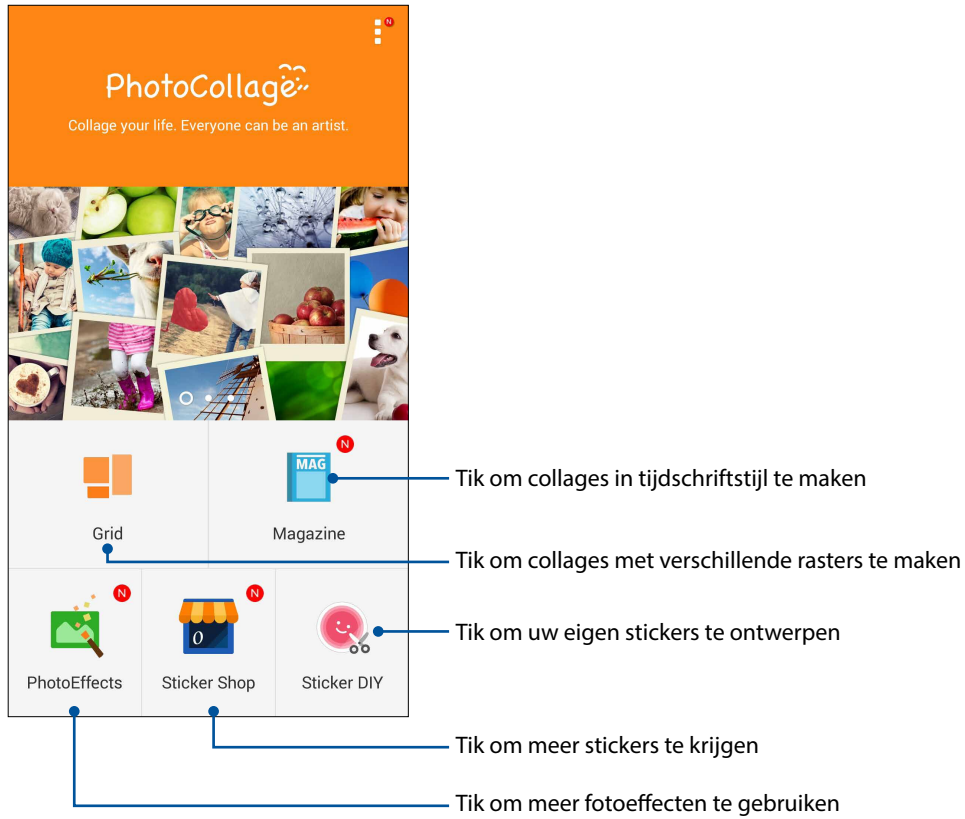 N
PhotoCollage
Collage your life. Everyone can be an artist.
N
MAG
Grid
Magazine
Tik om collages in tijdschriftstijl te maken
Tik om collages met verschillende rasters te maken
N
N
O
PhotoEffects
Sticker Shop
Sticker DIY
Tik om uw eigen stickers te ontwerpen
Tik om meer stickers te krijgen
Tik om meer fotoeffecten te gebruiken